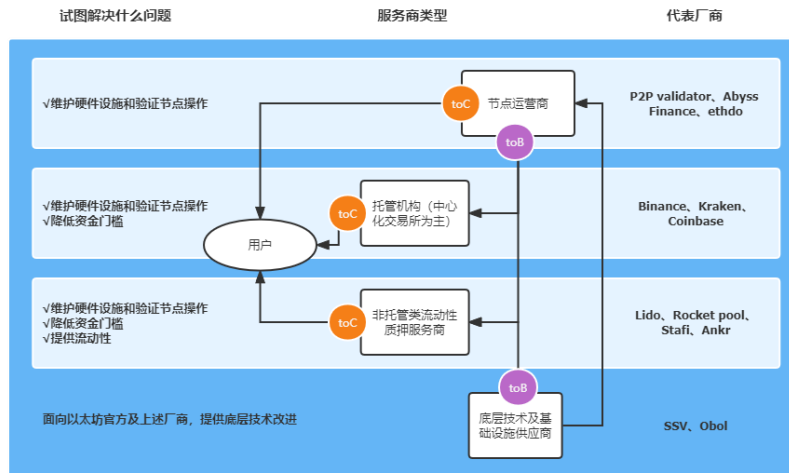 试图解决什么问题
服务商类型
代表厂商
√维护硬件设施和验证节点操作
toC
节点运营商
toB
P2P validator、Abyss
Finance、ethdo
√维护硬件设施和验证节点操作
√降低资金门槛
用户
toC
托管机构（中心
化交易所为主）
Binance、Kraken、
Coinbase
√维护硬件设施和验证节点操作
√降低资金门槛
√提供流动性
toC
非托管类流动性
质押服务商
Lido、Rocket pool、
Stafi、Ankr
面向以太坊官方及上述厂商，提供底层技术改进
toB
底层技术及基
础设施供应商
SSV、Obol